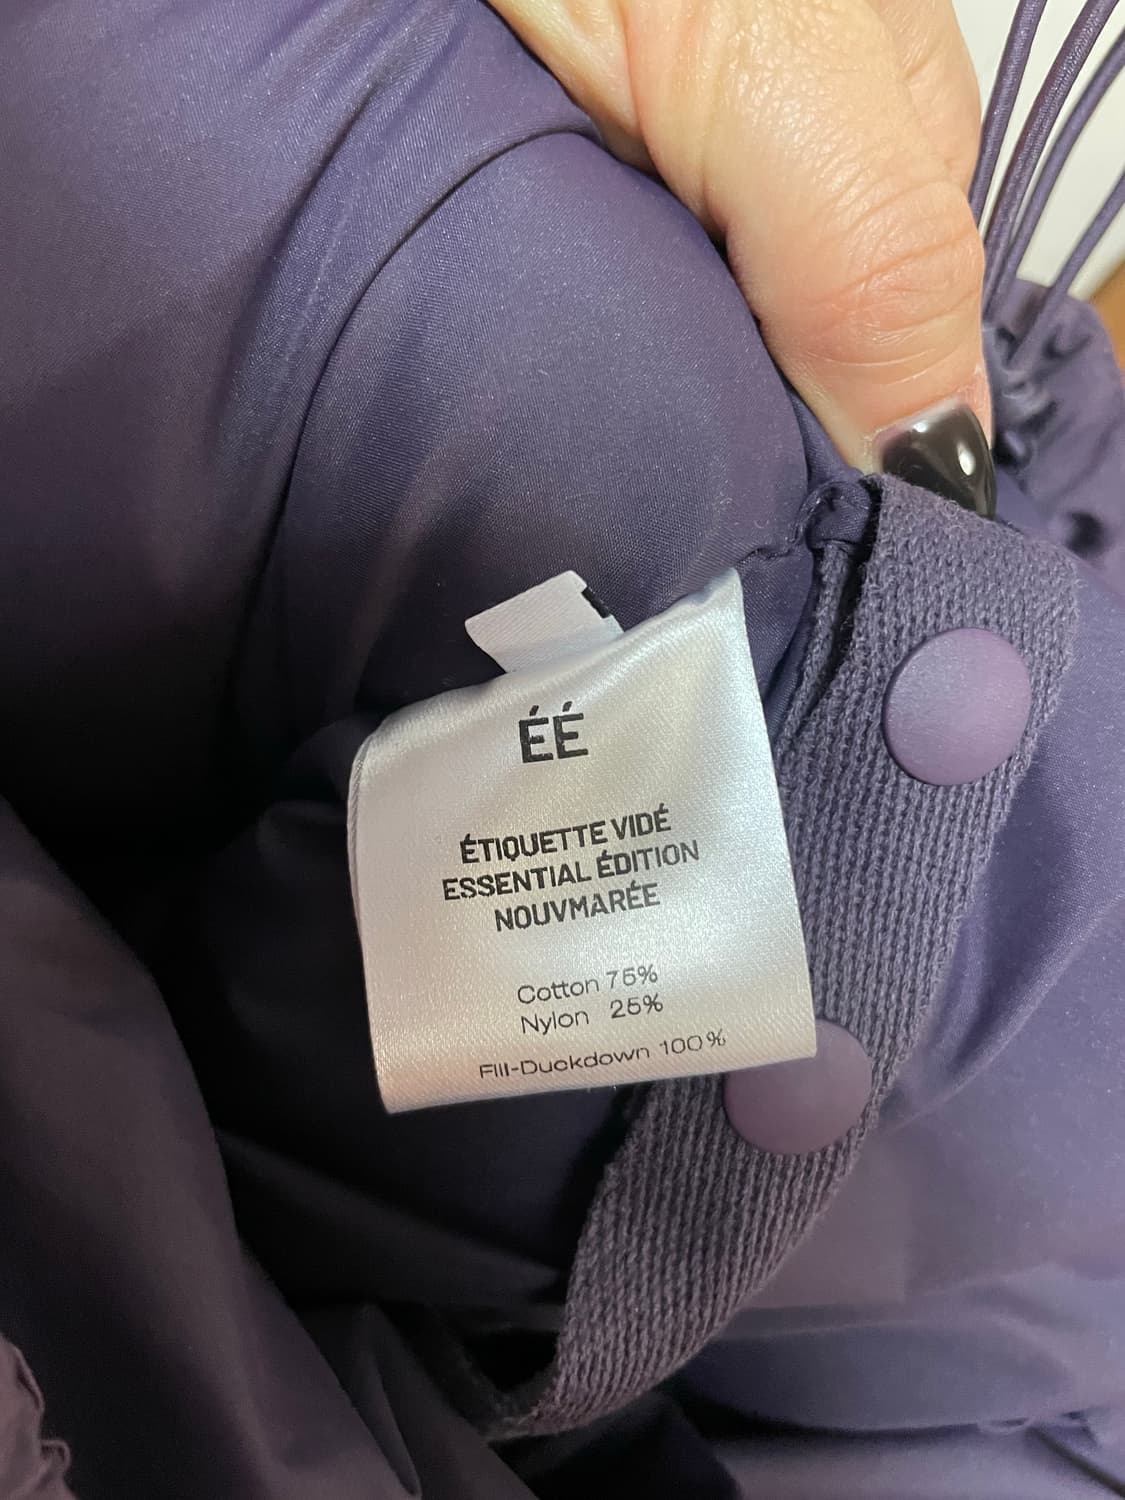 ÉÉ
ÉTIQUETTE VIDÉ
ESSENTIAL ÉDITION
NOUVMARÉE
Cotton 75%
Nylon 25%
Fill-Duckdown 100%